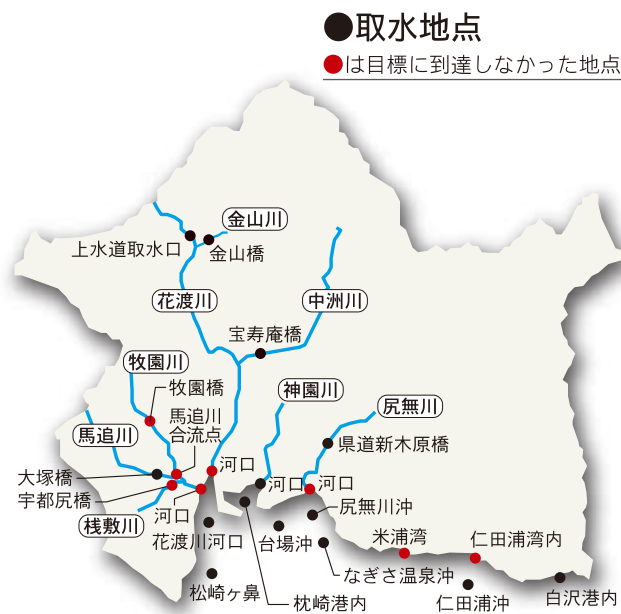 ●取水地点
●は目標に到達しなかった地点
金山川
上水道取水口
金山橋
花渡川
中洲川
宝寿庵橋
牧園川
牧園橋
神園川
尻無川
馬追川
馬追川
合流点
県道新木原橋
河口
大塚橋
河口
河口
宇都尻橋
河口
尻無川沖
桟敷川
花渡川河口
台場沖
米浦湾
仁田浦湾内
なぎさ温泉沖
松崎ヶ鼻
枕崎港内
仁田浦沖
白沢港内